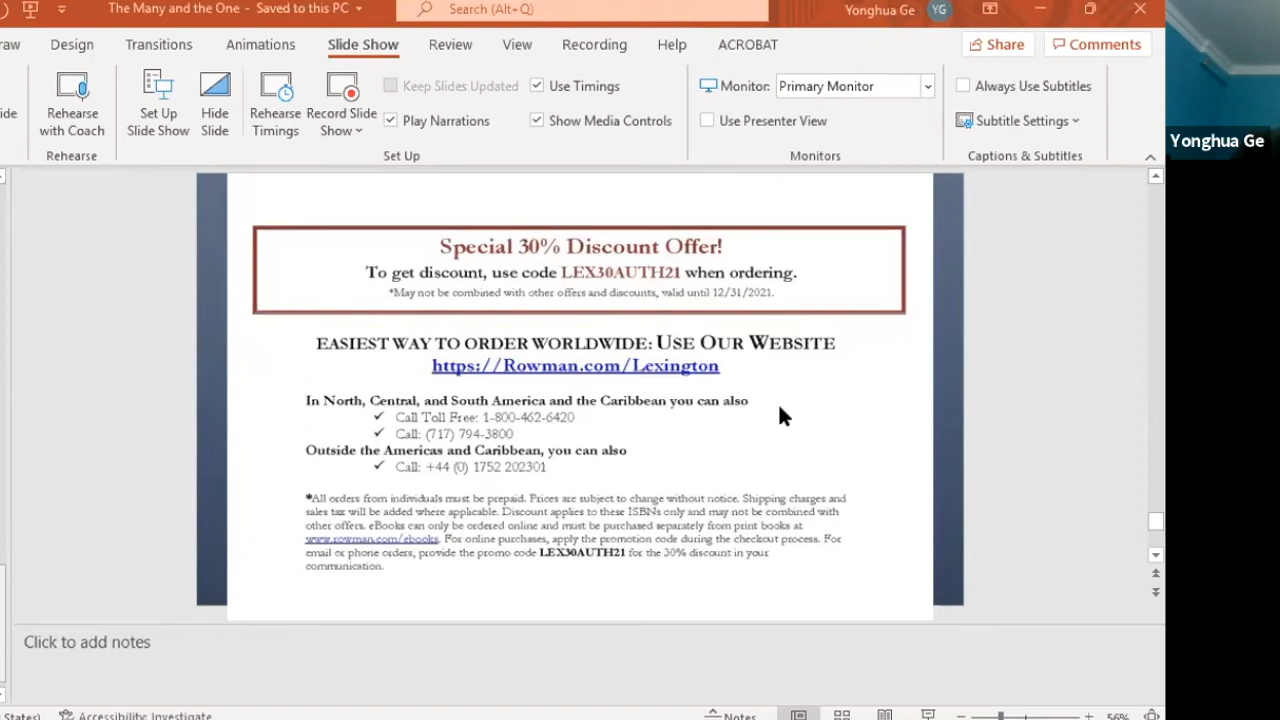 The Many and the One - Saved to this PC
Search (Alt+Q)
Yonghua Ge
YG
Design Transitions Animations Slide Show Review View Recording Help ACROBAT
Share
Comments
Rehearse with Coach
Set Up Slide Show
Hide Slide
Rehearse Timings
Record Slide Show
Keep Slides Updated
Use Timings
Play Narrations
Show Media Controls
Monitor: Primary Monitor
Use Presenter View
Always Use Subtitles
Subtitle Settings
Rehearse
Set Up
Monitors
Captions & Subtitles
Yonghua Ge
Special 30% Discount Offer!
To get discount, use code LEX30AUTH21 when ordering.
*May not be combined with other offers and discounts, valid until 12/31/2021.
EASIEST WAY TO ORDER WORLDWIDE: USE OUR WEBSITE
https://Rowman.com/Lexington
In North, Central, and South America and the Caribbean you can also
✓ Call Toll Free: 1-800-462-6420
✓ Call: (717) 794-3800
Outside the Americas and Caribbean, you can also
✓ Call: +44 (0) 1752 202301
*All orders from individuals must be prepaid. Prices are subject to change without notice. Shipping charges and
sales tax will be added where applicable. Discount applies to these ISBNs only and may not be combined with
other offers. eBooks can only be ordered online and must be purchased separately from print books at
www.rowman.com/ebooks. For online purchases, apply the promotion code during the checkout process. For
email or phone orders, provide the promo code LEX30AUTH21 for the 30% discount in your
communication.
Click to add notes
States)
Accessibility: Investigate
Notes
56%